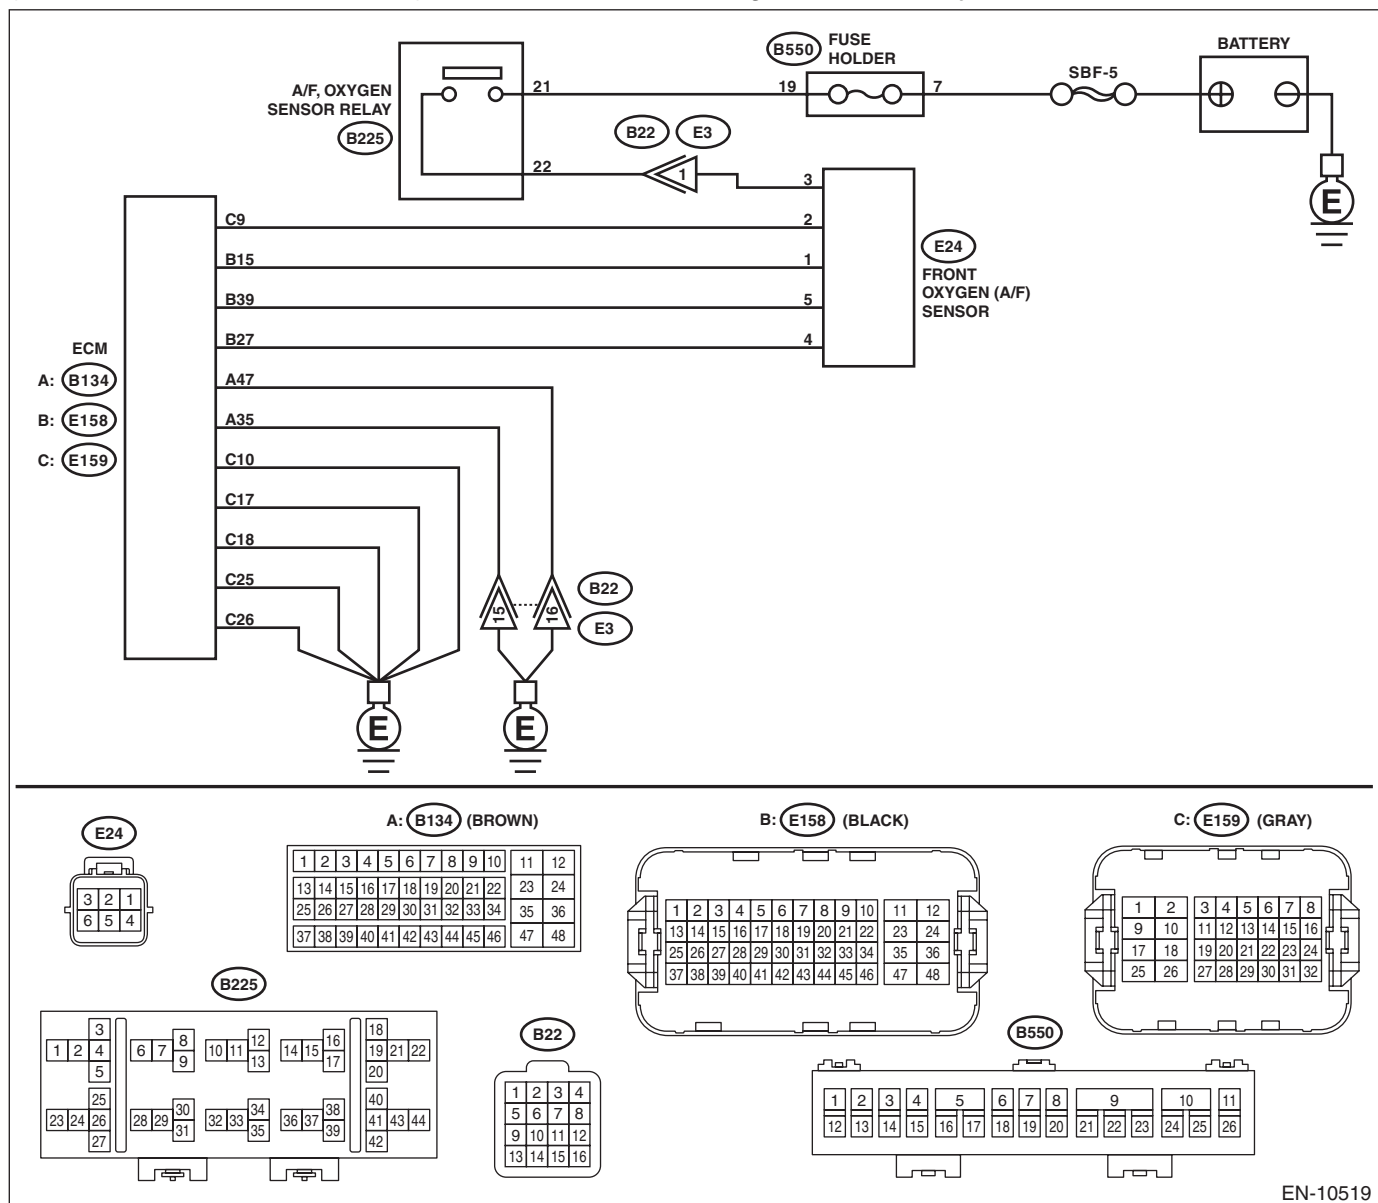 B550
FUSE
HOLDER
BATTERY
SBF-5
A/F, OXYGEN
SENSOR RELAY
B225
21
19
7
B22
E3
22
1
3
C9
2
B15
1
B39
5
B27
4
E24
FRONT
OXYGEN (A/F)
SENSOR
E
ECM
A: B134
B: E158
C: E159
A47
A35
C10
C17
C18
C25
C26
15
16
B22
E3
E
E
E24
3 2 1
6 5 4
A: B134 (BROWN)
1 2 3 4 5 6 7 8 9 10 11 12
13 14 15 16 17 18 19 20 21 22 23 24
25 26 27 28 29 30 31 32 33 34 35 36
37 38 39 40 41 42 43 44 45 46 47 48
B: E158 (BLACK)
1 2 3 4 5 6 7 8 9 10 11 12
13 14 15 16 17 18 19 20 21 22 23 24
25 26 27 28 29 30 31 32 33 34 35 36
37 38 39 40 41 42 43 44 45 46 47 48
C: E159 (GRAY)
1 2 3 4 5 6 7 8
9 10 11 12 13 14 15 16
17 18 19 20 21 22 23 24
25 26 27 28 29 30 31 32
B225
3 8 12 16 18
1 2 4 6 7 10 11 14 15 19 21 22
5 9 13 17 20
25 30 34 38 40
23 24 26 28 29 32 33 36 37 41 43 44
27 31 35 39 42
B22
1 2 3 4
5 6 7 8
9 10 11 12
13 14 15 16
B550
1 2 3 4 5 6 7 8 9 10 11
12 13 14 15 16 17 18 19 20 21 22 23 24 25 26
EN-10519